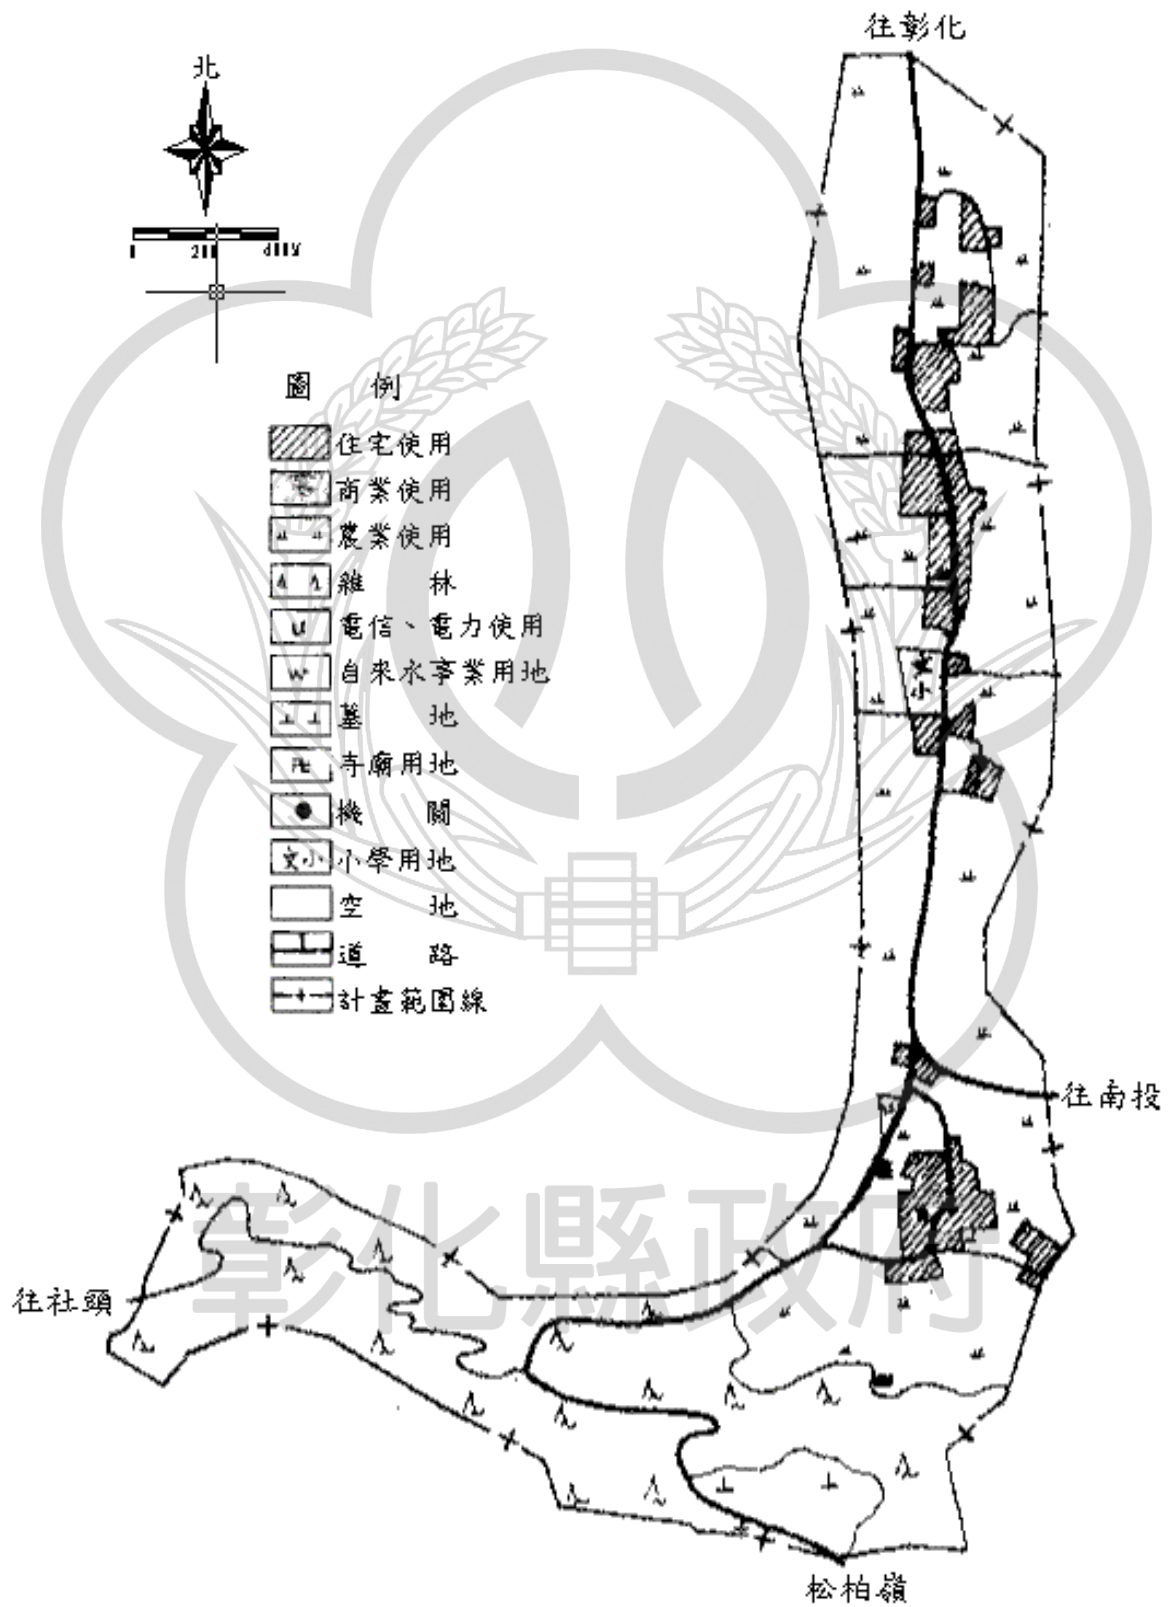 往彰化
北
0 200 400M
圖 例
住宅使用
商業使用
農業使用
雜 林
電信、電力使用
自來水事業用地
墓 地
寺廟用地
機 關
文小 小學用地
空 地
道 路
計畫範圍線
往南投
彰化縣政府
往社頭
松柏嶺